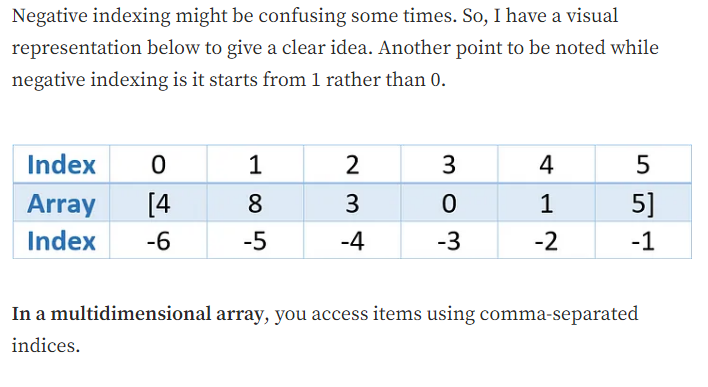 Negative indexing might be confusing some times. So, I have a visual
representation below to give a clear idea. Another point to be noted while
negative indexing is it starts from 1 rather than 0.
Index 0 1 2 3 4 5
Array [4 8 3 0 1 5]
Index -6 -5 -4 -3 -2 -1
In a multidimensional array, you access items using comma-separated
indices.